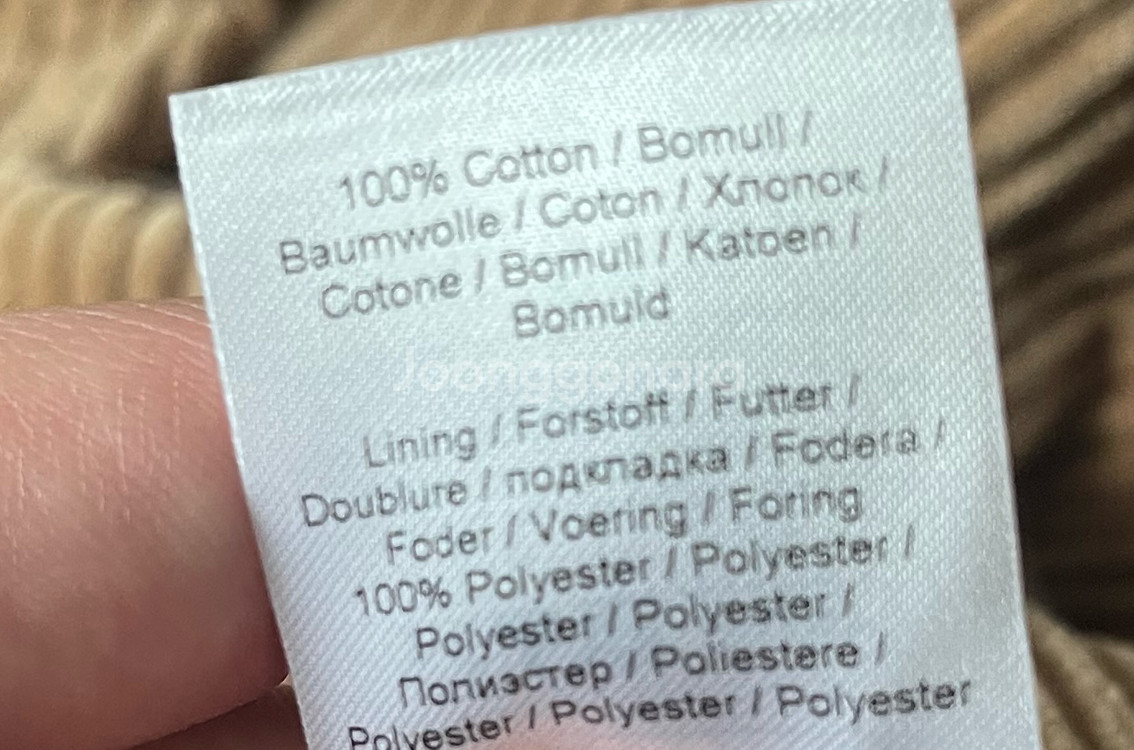 100% Cotton / Bomull /
Baumwolle / Coton / Хлопок /
Cotone / Bomull / Katoen /
Bomuld
Joonggonara
Lining / Forstoff / Futter /
Doublure / подкладка / Fodera /
Foder / Voering / Foring
100% Polyester / Polyester /
Polyester / Polyester /
Полиэстер / Poliestere /
Polyester / Polyester / Polyester